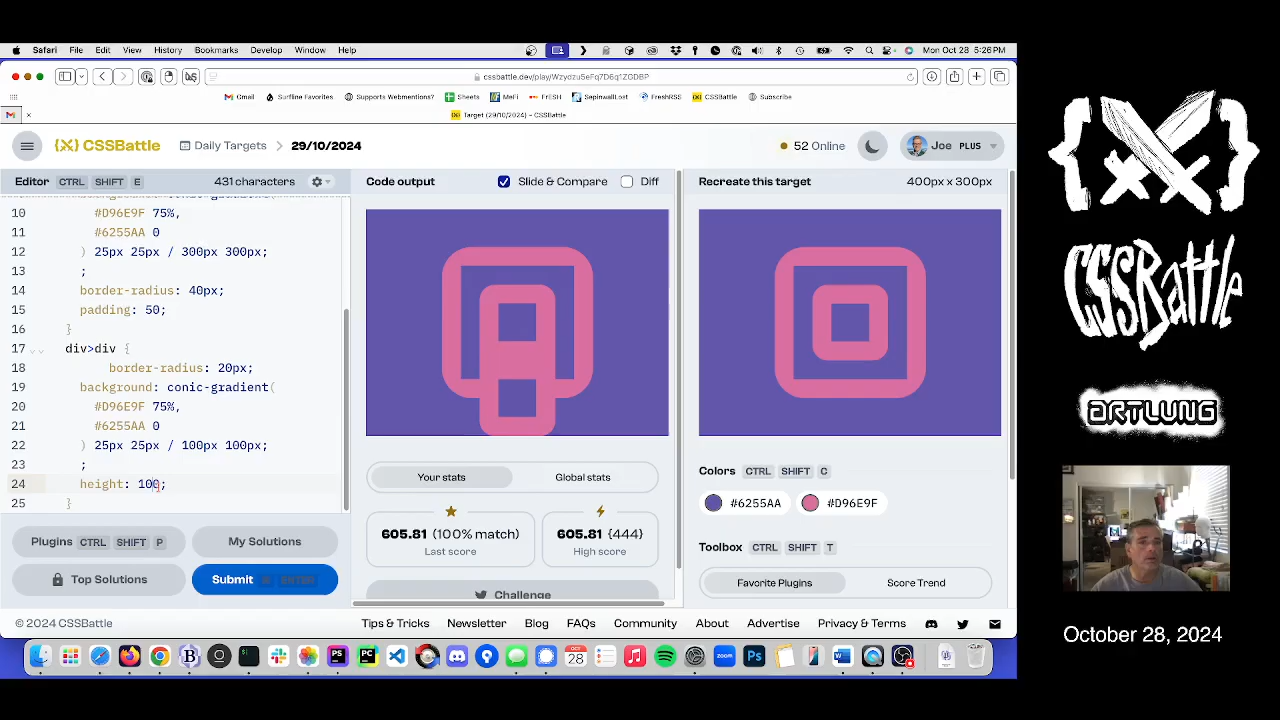 Safari File Edit View History Bookmarks Develop Window Help Mon Oct 28 5:26PM
cssbattle.dev/play/Wzydzu5eFq7D6q1ZGDBP
Gmail Surfline Favorites Supports Webmentions? Sheets MeFi FrESH SepinwallLost FreshRSS CSSBattle Subscribe
Target (29/10/2024) – CSSBattle
{X} CSSBattle Daily Targets > 29/10/2024 52 Online Joe PLUS
Editor CTRL SHIFT E 431 characters
Code output Slide & Compare Diff
Recreate this target 400px x 300px
10 #D96E9F 75%,
11 #6255AA 0
12 ) 25px 25px / 300px 300px;
13 ;
14 border-radius: 40px;
15 padding: 50;
16 }
17 div>div {
18 border-radius: 20px;
19 background: conic-gradient(
20 #D96E9F 75%,
21 #6255AA 0
22 ) 25px 25px / 100px 100px;
23 ;
24 height: 100;
25 }
Plugins CTRL SHIFT P My Solutions
Top Solutions Submit ENTER
Your stats Global stats
605.81 (100% match)
Last score
605.81 {444}
High score
Challenge
Colors CTRL SHIFT C
#6255AA #D96E9F
Toolbox CTRL SHIFT T
Favorite Plugins Score Trend
© 2024 CSSBattle Tips & Tricks Newsletter Blog FAQs Community About Advertise Privacy & Terms
OCT
28
zoom
CSSBattle
ARTLUNG
October 28, 2024